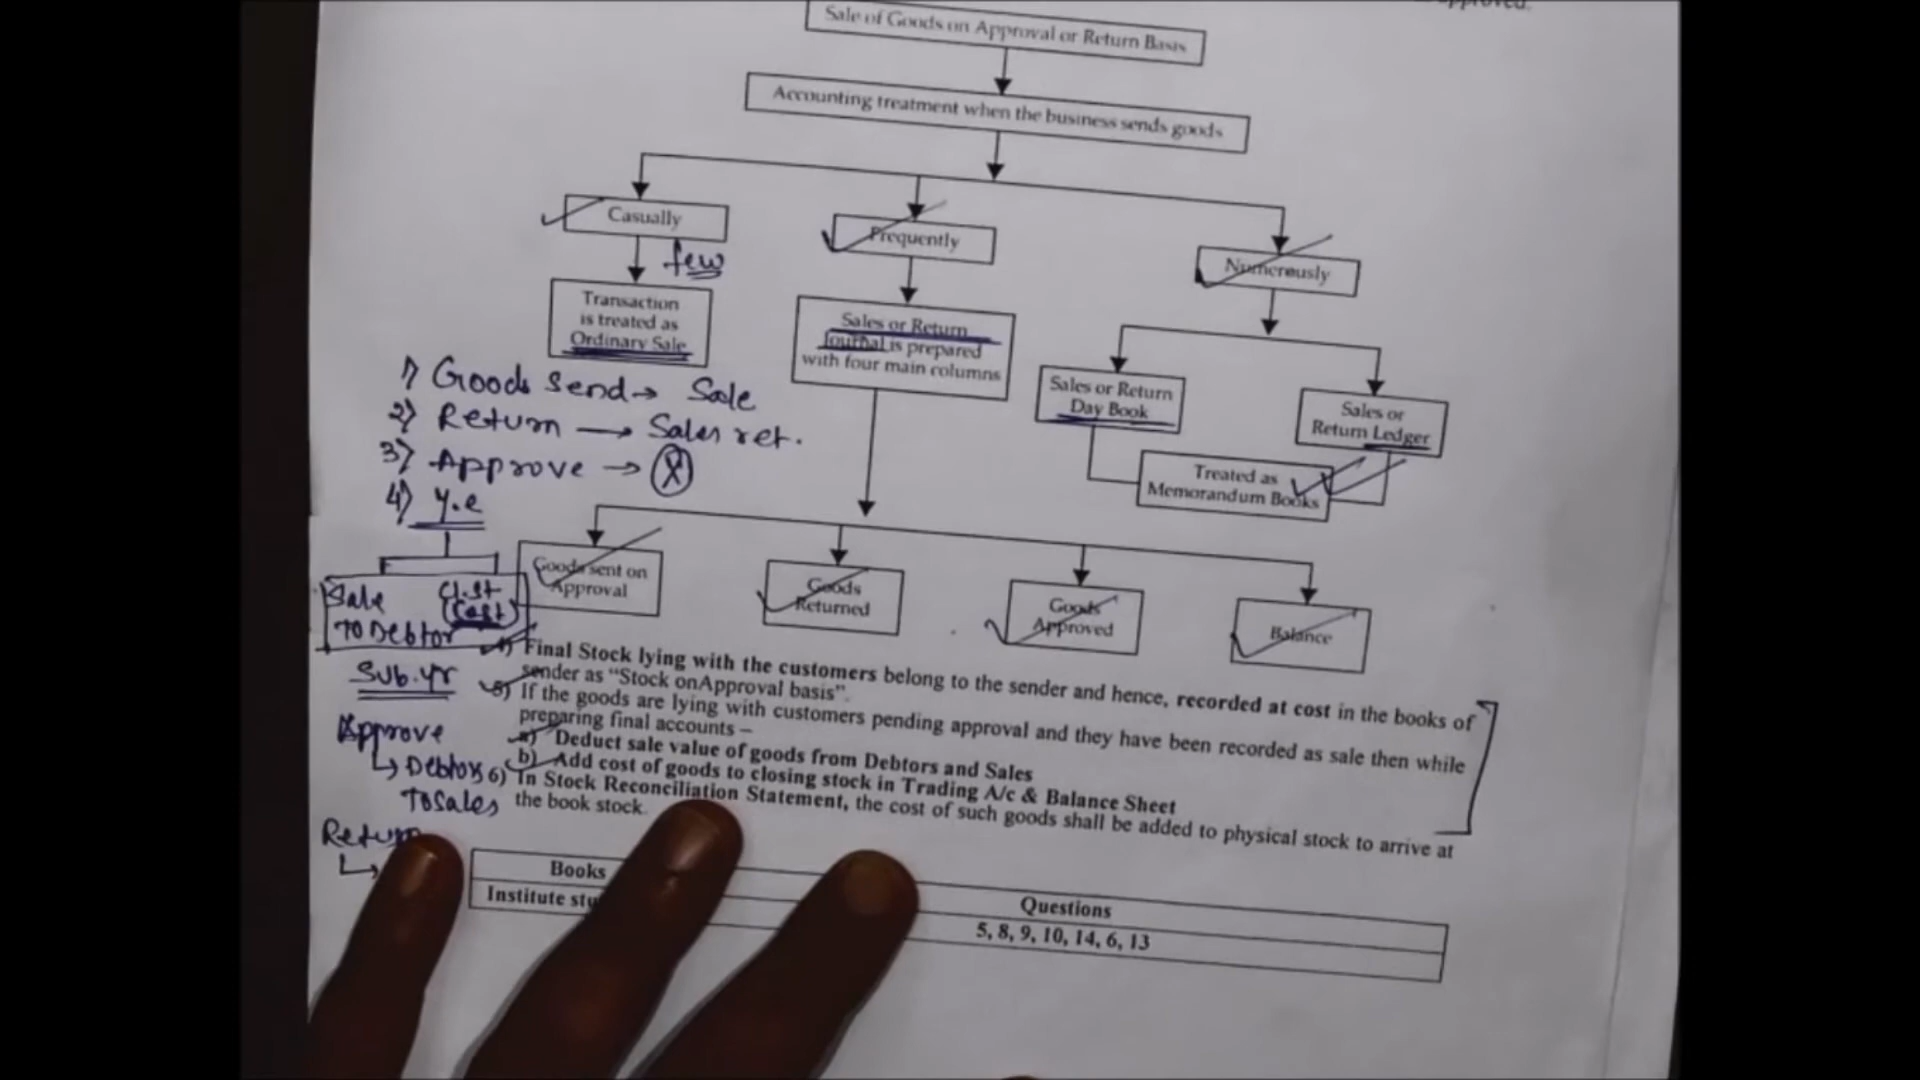 approved.
Sale of Goods on Approval or Return Basis
Accounting treatment when the business sends goods
Casually
Frequently
Numerously
few
Transaction
is treated as
Ordinary Sale
Sales or Return
Journal is prepared
with four main columns
Sales or Return
Day Book
Sales or
Return Ledger
Treated as
Memorandum Books
1) Goods Send → Sale
2) Return → Sales ret.
3) Approve → X
4) Y.e
Goods sent on
Approval
Goods
Returned
Goods
Approved
Balance
Sale
To Debtor
Cl.st
(Cost)
Sub.yr
Approve
↳ Debtors
To Sales
Return
↳
4) Final Stock lying with the customers belong to the sender and hence, recorded at cost in the books of
sender as "Stock onApproval basis".
5) If the goods are lying with customers pending approval and they have been recorded as sale then while
preparing final accounts –
a) Deduct sale value of goods from Debtors and Sales
b) Add cost of goods to closing stock in Trading A/c & Balance Sheet
6) In Stock Reconciliation Statement, the cost of such goods shall be added to physical stock to arrive at
the book stock.
Books
Questions
Institute
5, 8, 9, 10, 14, 6, 13